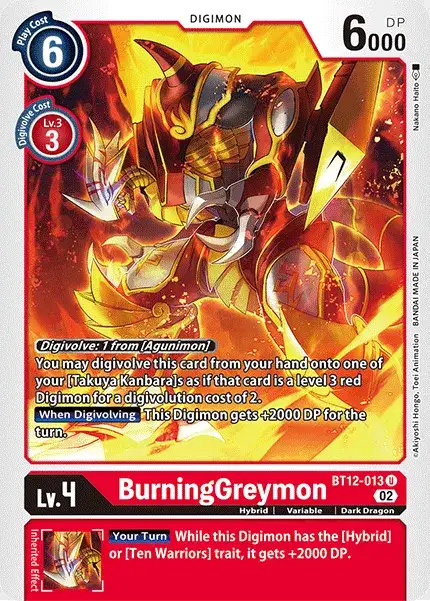 Play Cost
6
DIGIMON
6000
DP
Digivolve Cost
Lv.3
3
Nakano Haito
©Akiyoshi Hongo, Toei Animation BANDAI MADE IN JAPAN
Digivolve: 1 from [Agunimon]
You may digivolve this card from your hand onto one of
your [Takuya Kanbara]s as if that card is a level 3 red
Digimon for a digivolution cost of 2.
When Digivolving This Digimon gets +2000 DP for the
turn.
Lv.4
BurningGreymon
BT12-013 U
02
Hybrid | Variable | Dark Dragon
Inherited Effect
Your Turn While this Digimon has the [Hybrid]
or [Ten Warriors] trait, it gets +2000 DP.